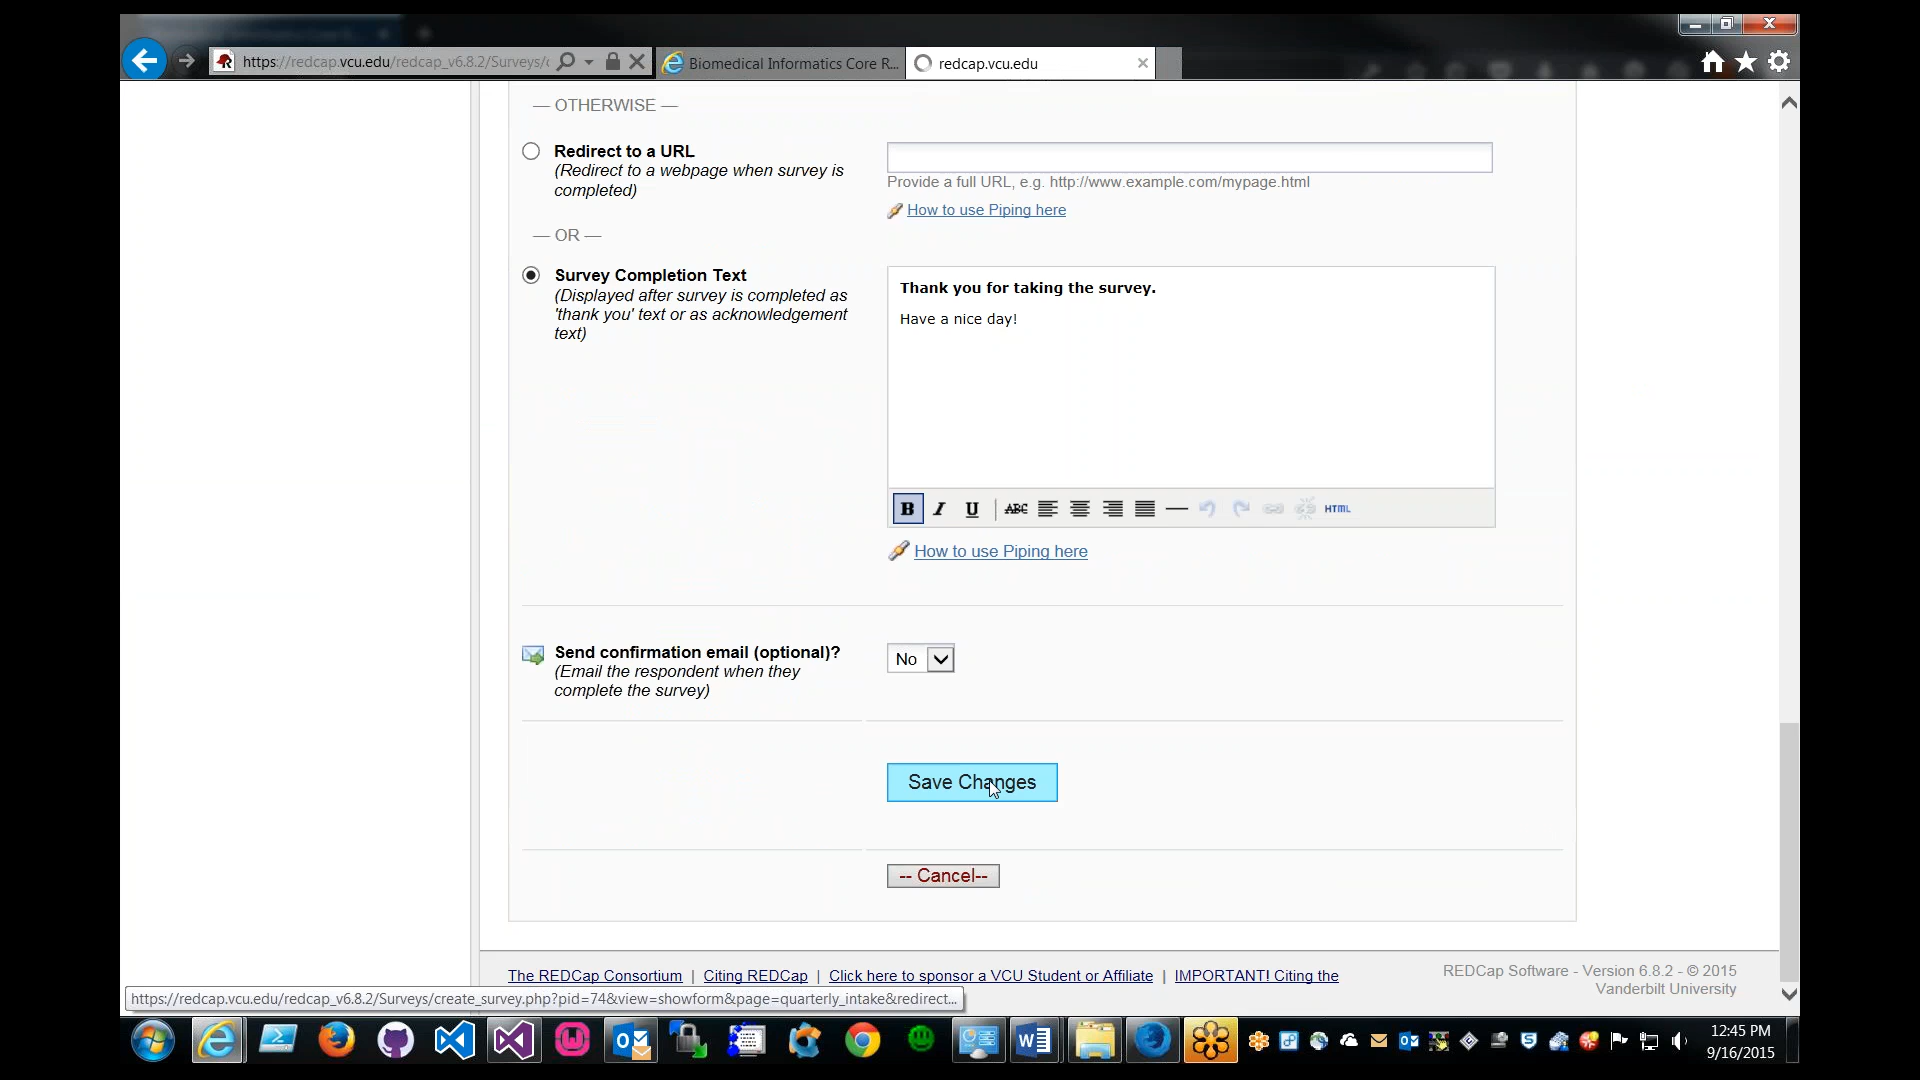 https://redcap.vcu.edu/redcap_v6.8.2/Surveys/c
Biomedical Informatics Core R...
redcap.vcu.edu
— OTHERWISE —
Redirect to a URL
(Redirect to a webpage when survey is
completed)
Provide a full URL, e.g. http://www.example.com/mypage.html
How to use Piping here
— OR —
Survey Completion Text
(Displayed after survey is completed as
'thank you' text or as acknowledgement
text)
Thank you for taking the survey.
Have a nice day!
B I U ABC HTML
How to use Piping here
Send confirmation email (optional)?
(Email the respondent when they
complete the survey)
No
Save Changes
-- Cancel--
The REDCap Consortium | Citing REDCap | Click here to sponsor a VCU Student or Affiliate | IMPORTANT! Citing the
REDCap Software - Version 6.8.2 - © 2015
Vanderbilt University
https://redcap.vcu.edu/redcap_v6.8.2/Surveys/create_survey.php?pid=74&view=showform&page=quarterly_intake&redirect...
12:45 PM
9/16/2015